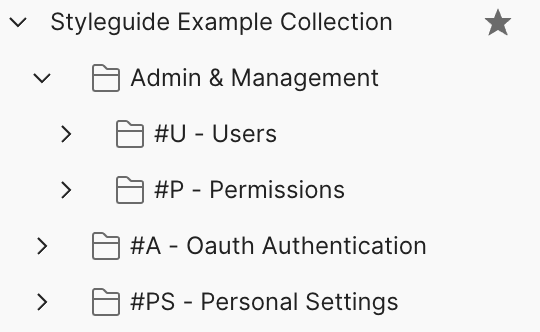 Styleguide Example Collection
Admin & Management
#U - Users
#P - Permissions
#A - Oauth Authentication
#PS - Personal Settings